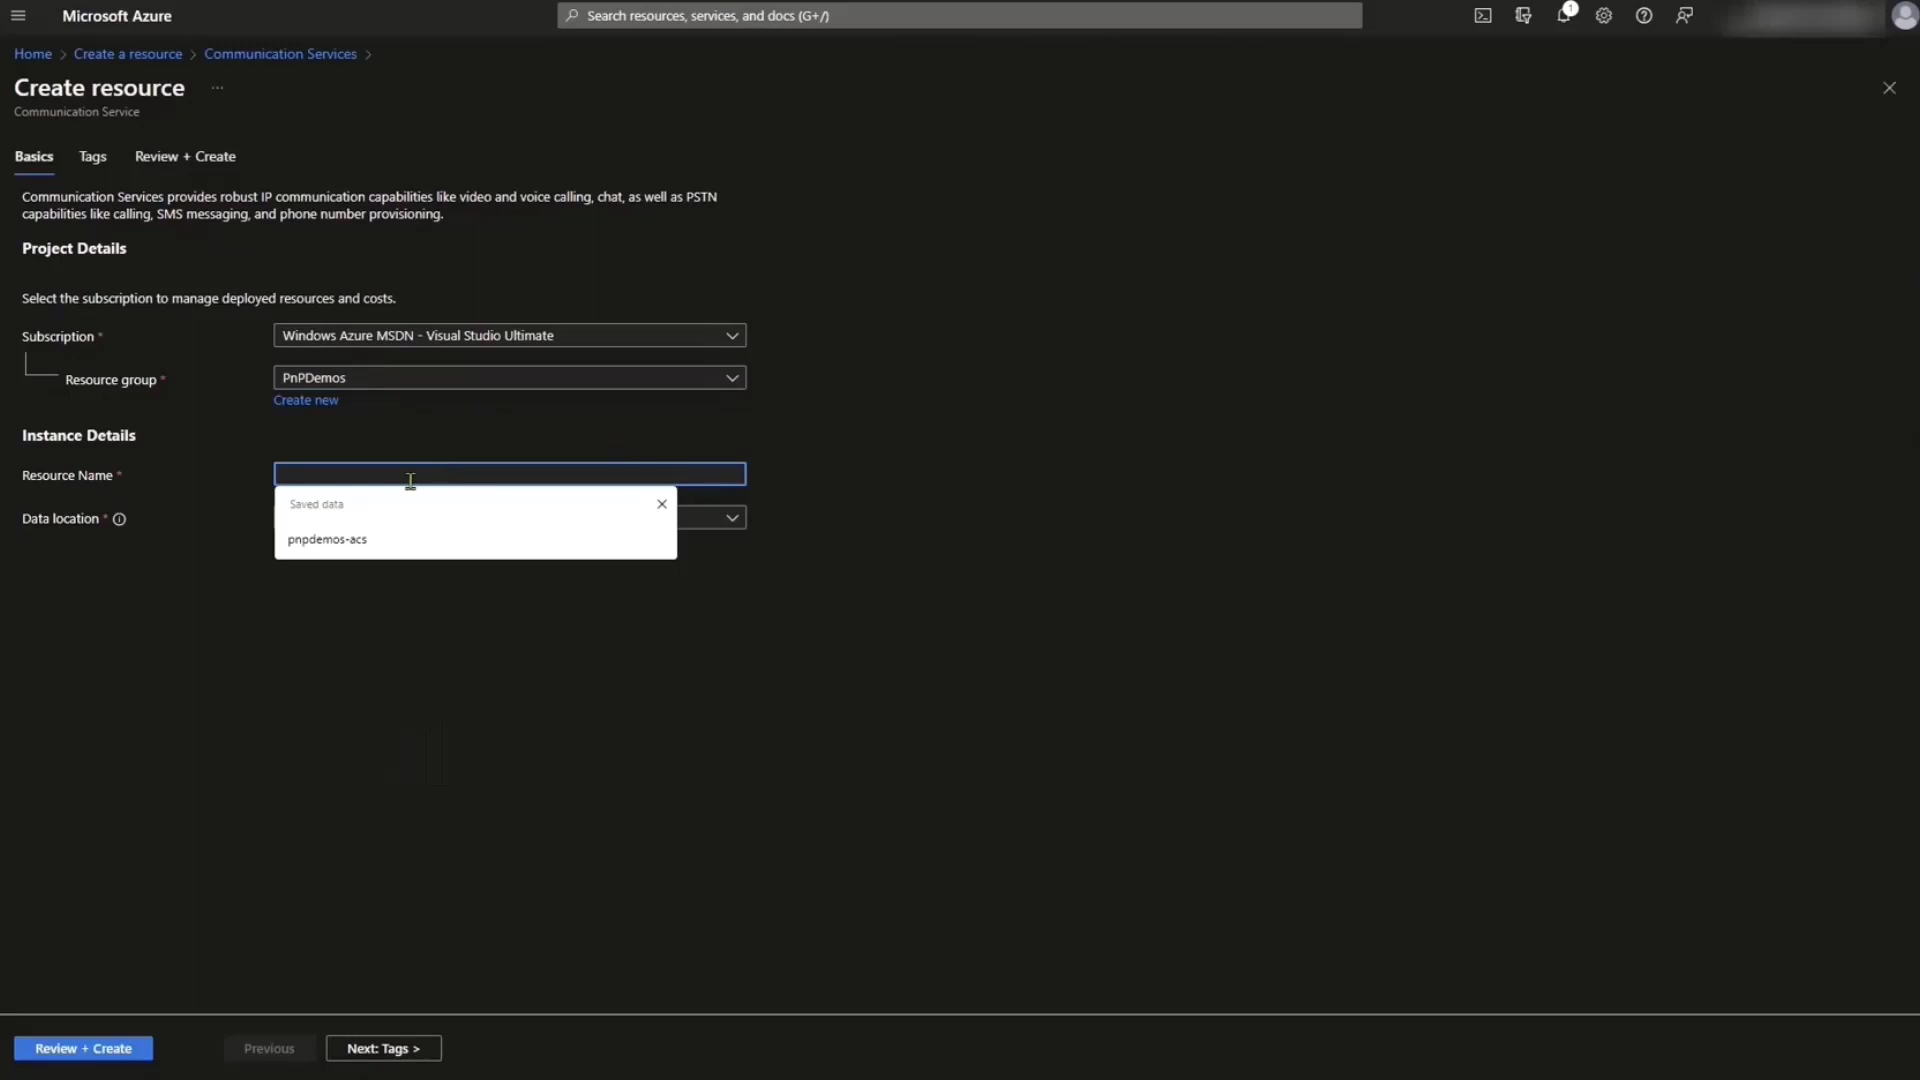 Microsoft Azure
Search resources, services, and docs (G+/)
1
Home > Create a resource > Communication Services >
Create resource ...
Communication Service
Basics Tags Review + Create
Communication Services provides robust IP communication capabilities like video and voice calling, chat, as well as PSTN
capabilities like calling, SMS messaging, and phone number provisioning.
Project Details
Select the subscription to manage deployed resources and costs.
Subscription * Windows Azure MSDN - Visual Studio Ultimate
Resource group * PnPDemos
Create new
Instance Details
Resource Name *
Saved data
Data location *
pnpdemos-acs
Review + Create Previous Next: Tags >